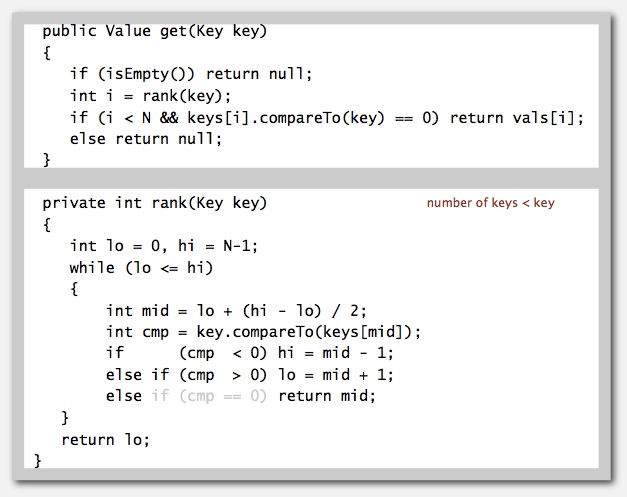 public Value get(Key key)
{
   if (isEmpty()) return null;
   int i = rank(key);
   if (i < N && keys[i].compareTo(key) == 0) return vals[i];
   else return null;
}
private int rank(Key key)                  number of keys < key
{
   int lo = 0, hi = N-1;
   while (lo <= hi)
   {
       int mid = lo + (hi - lo) / 2;
       int cmp = key.compareTo(keys[mid]);
       if      (cmp  < 0) hi = mid - 1;
       else if (cmp  > 0) lo = mid + 1;
       else if (cmp == 0) return mid;
  }
  return lo;
}